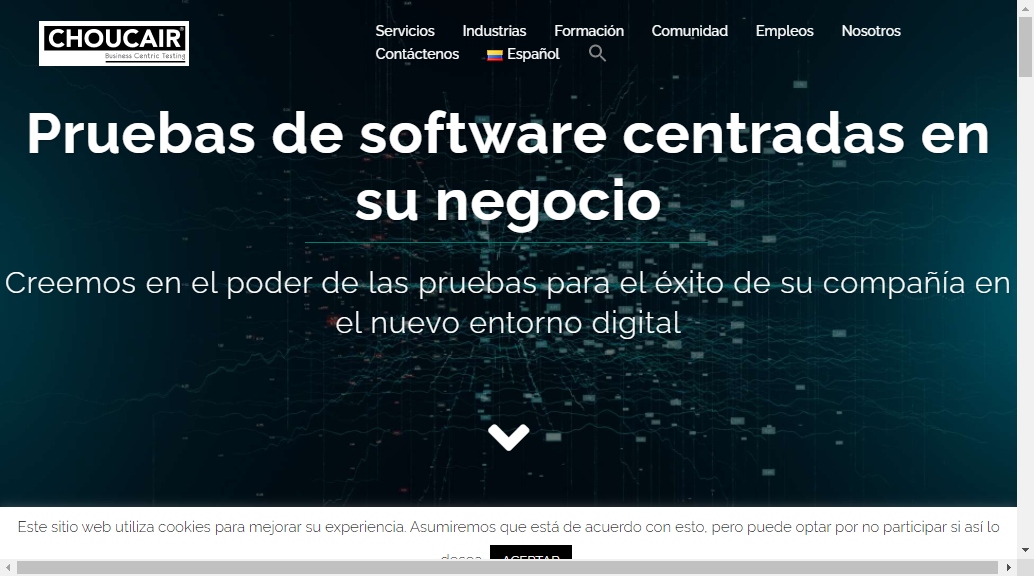 CHOUCAIR
Business Centric Testing
Servicios Industrias Formación Comunidad Empleos Nosotros
Contáctenos Español
Pruebas de software centradas en
su negocio
Creemos en el poder de las pruebas para el éxito de su compañía en
el nuevo entorno digital
Este sitio web utiliza cookies para mejorar su experiencia. Asumiremos que está de acuerdo con esto, pero puede optar por no participar si así lo
desea. ACEPTAR